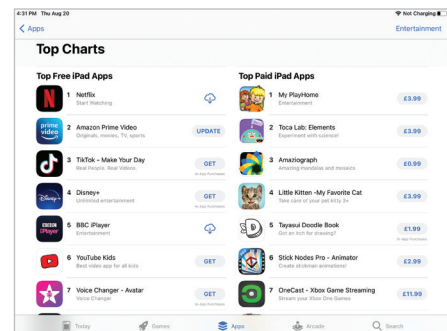 4:31 PM Thu Aug 20
Not Charging
Apps
Entertainment
Top Charts
Top Free iPad Apps
1 Netflix
Start Watching
prime video
2 Amazon Prime Video
Originals, movies, TV, sports
UPDATE
3 TikTok - Make Your Day
Real People. Real Videos.
GET
In-App Purchases
Disney+
4 Disney+
Unlimited entertainment
GET
In-App Purchases
BBC
iPlayer
5 BBC iPlayer
Entertainment
6 YouTube Kids
Best video app for all kids
GET
7 Voice Changer - Avatar
Voice Changer
GET
In-App Purchases
Top Paid iPad Apps
1 My PlayHome
Entertainment
£3.99
2 Toca Lab: Elements
Experiment with science!
£3.99
3 Amaziograph
Amazing mandalas and mosaics
£0.99
4 Little Kitten -My Favorite Cat
Take care of your pet kitty 3+
£3.99
5 Tayasui Doodle Book
Got an itch for drawing?
£1.99
In-App Purchases
6 Stick Nodes Pro - Animator
Create stickman animations!
£2.99
7 OneCast - Xbox Game Streaming
Stream your Xbox One Games
£11.99
Today
Games
Apps
Arcade
Search